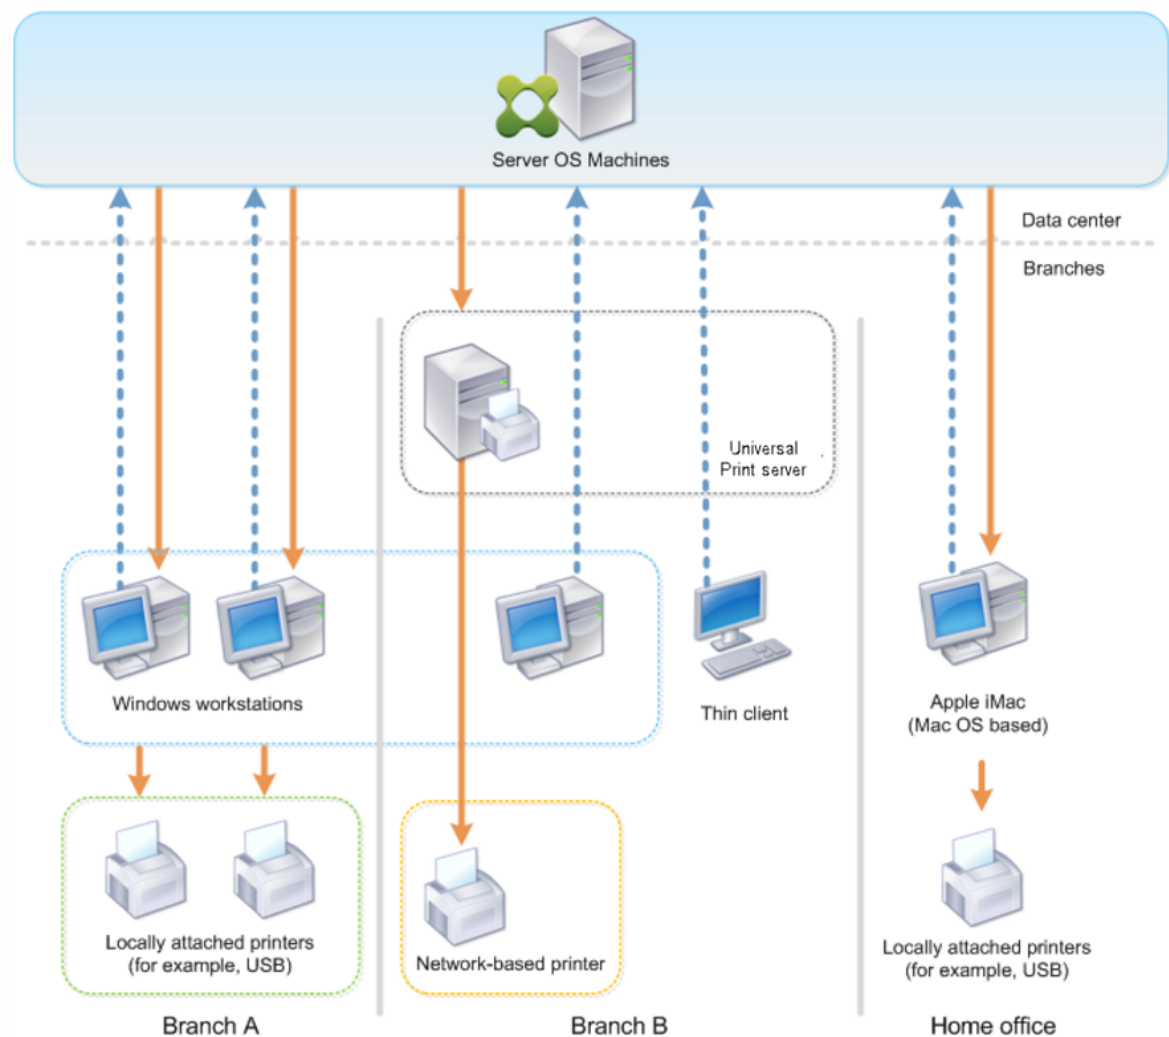 Server OS Machines
Data center
Branches
Universal
Print server
Windows workstations
Thin client
Apple iMac
(Mac OS based)
Locally attached printers
(for example, USB)
Network-based printer
Locally attached printers
(for example, USB)
Branch A
Branch B
Home office